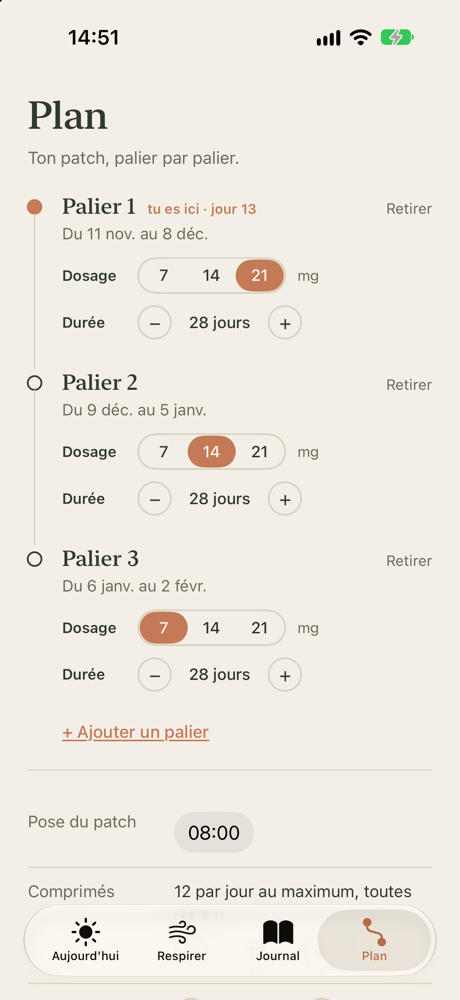 14:51
Plan
Ton patch, palier par palier.
Palier 1 tu es ici · jour 13 Retirer
Du 11 nov. au 8 déc.
Dosage 7 14 21 mg
Durée − 28 jours +
Palier 2 Retirer
Du 9 déc. au 5 janv.
Dosage 7 14 21 mg
Durée − 28 jours +
Palier 3 Retirer
Du 6 janv. au 2 févr.
Dosage 7 14 21 mg
Durée − 28 jours +
+ Ajouter un palier
Pose du patch 08:00
Comprimés 12 par jour au maximum, toutes
Aujourd'hui Respirer Journal Plan